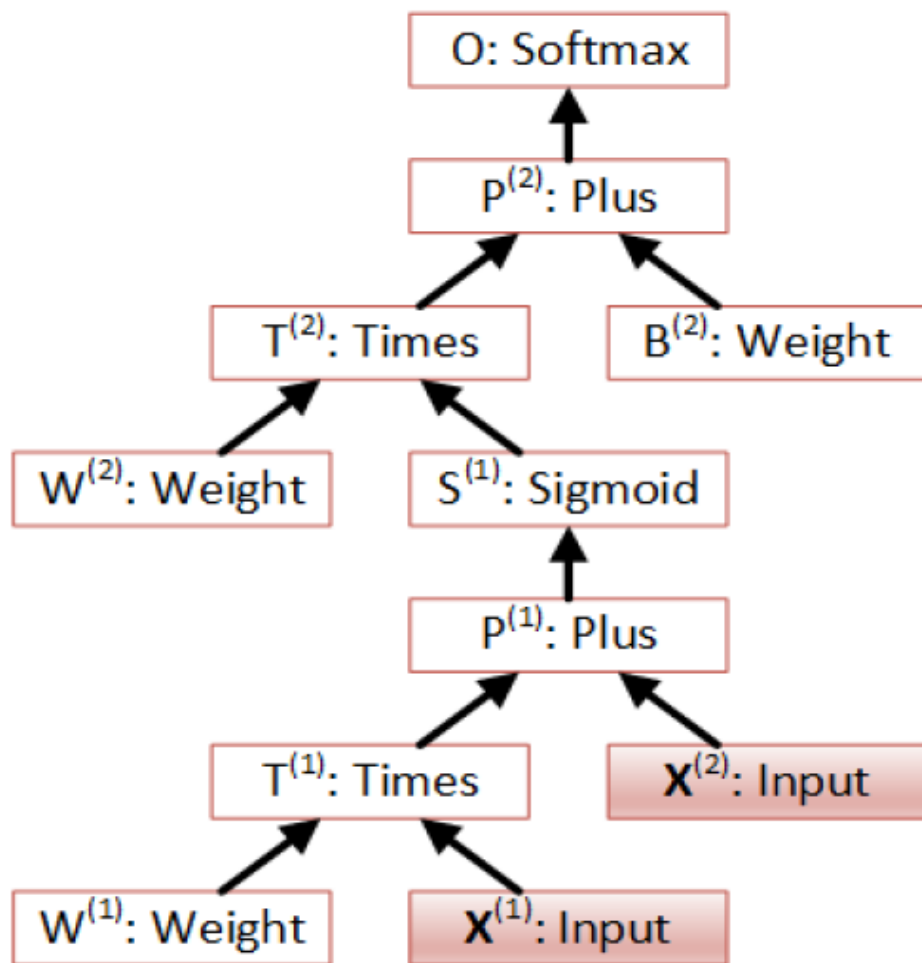 O: Softmax
P(2): Plus
T(2): Times
B(2): Weight
W(2): Weight
S(1): Sigmoid
P(1): Plus
T(1): Times
X(2): Input
W(1): Weight
X(1): Input